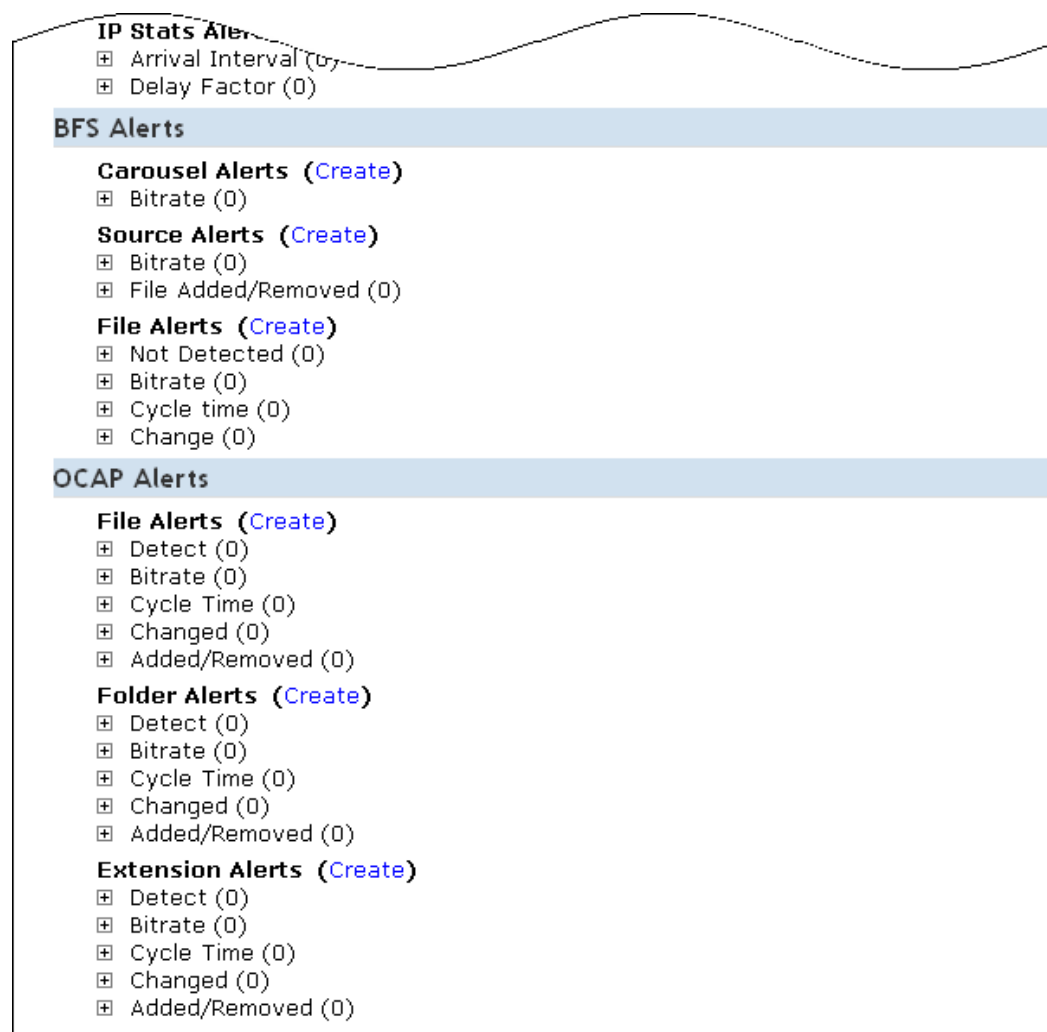 IP Stats Aler
Arrival Interval (0)
Delay Factor (0)
BFS Alerts
Carousel Alerts (Create)
Bitrate (0)
Source Alerts (Create)
Bitrate (0)
File Added/Removed (0)
File Alerts (Create)
Not Detected (0)
Bitrate (0)
Cycle time (0)
Change (0)
OCAP Alerts
File Alerts (Create)
Detect (0)
Bitrate (0)
Cycle Time (0)
Changed (0)
Added/Removed (0)
Folder Alerts (Create)
Detect (0)
Bitrate (0)
Cycle Time (0)
Changed (0)
Added/Removed (0)
Extension Alerts (Create)
Detect (0)
Bitrate (0)
Cycle Time (0)
Changed (0)
Added/Removed (0)